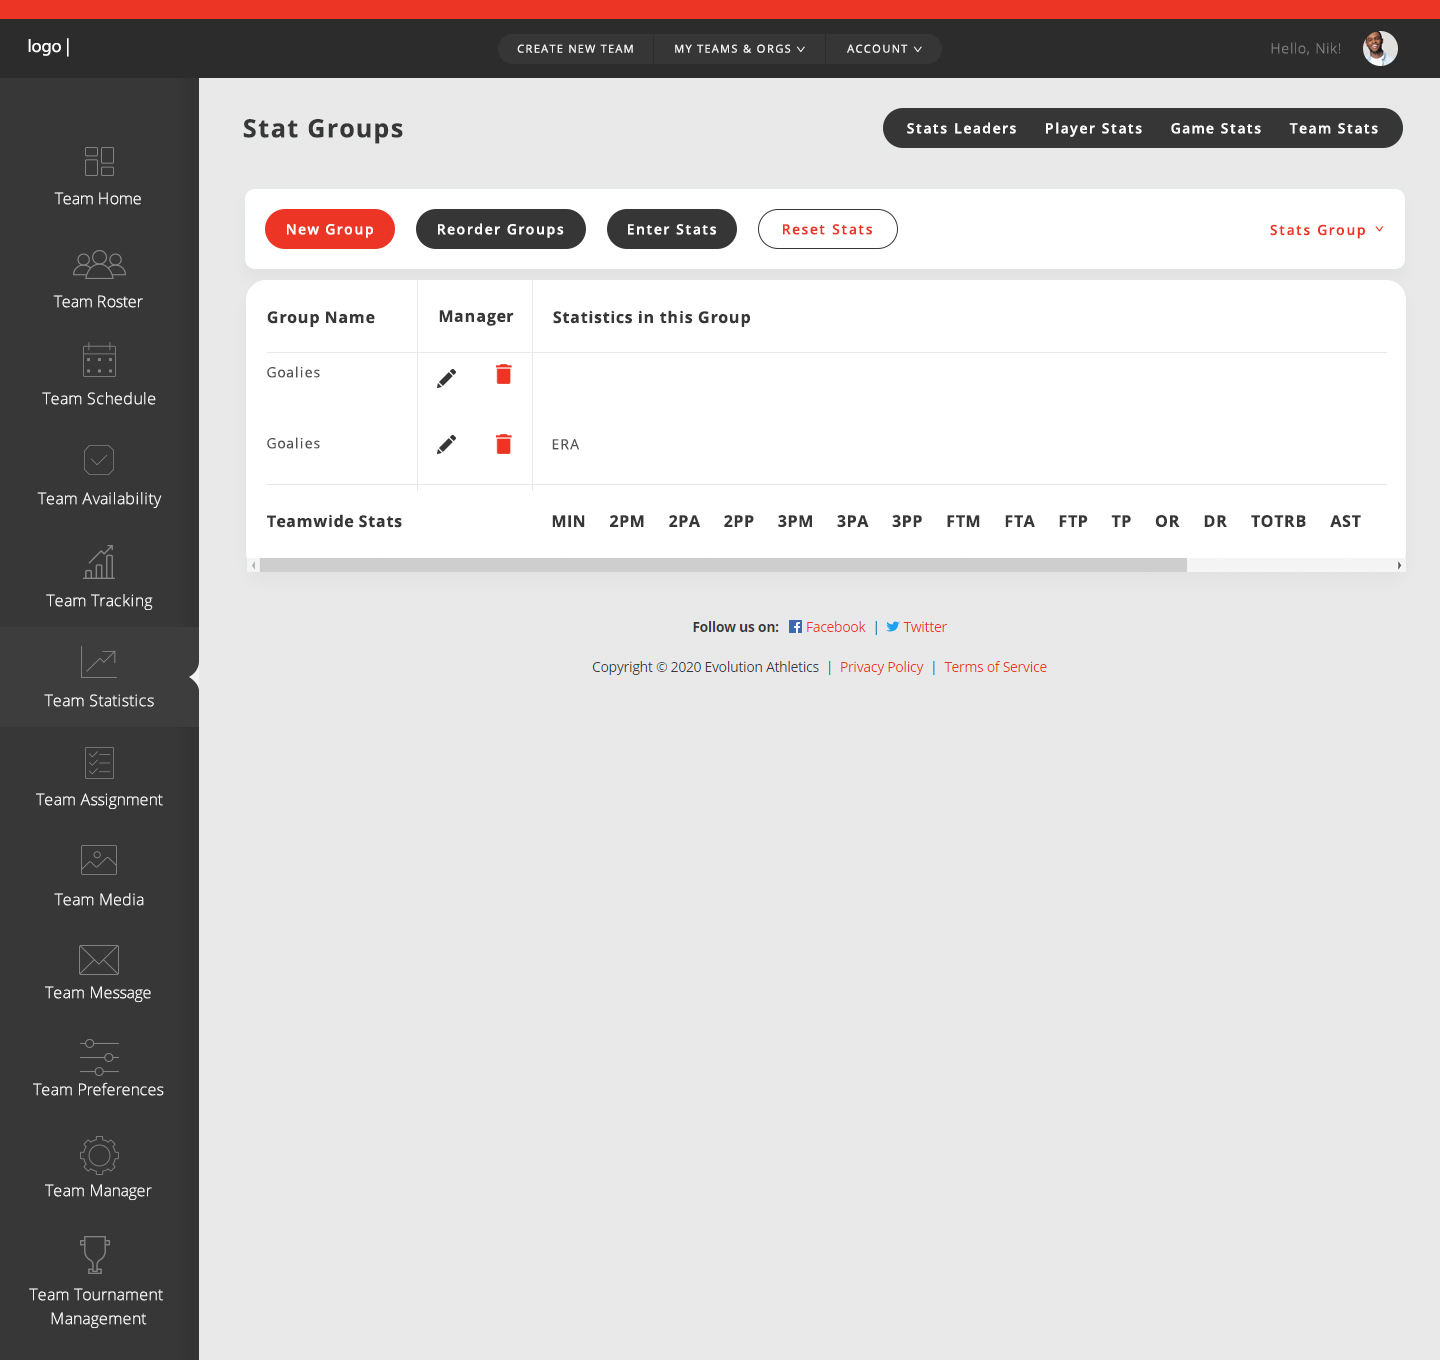 logo |
CREATE NEW TEAM
MY TEAMS & ORGS
ACCOUNT
Hello, Nik!
Team Home
Team Roster
Team Schedule
Team Availability
Team Tracking
Team Statistics
Team Assignment
Team Media
Team Message
Team Preferences
Team Manager
Team Tournament
Management
Stat Groups
Stats Leaders
Player Stats
Game Stats
Team Stats
New Group
Reorder Groups
Enter Stats
Reset Stats
Stats Group
Group Name Manager Statistics in this Group
Goalies
Goalies ERA
Teamwide Stats MIN 2PM 2PA 2PP 3PM 3PA 3PP FTM FTA FTP TP OR DR TOTRB AST
Follow us on: Facebook | Twitter
Copyright © 2020 Evolution Athletics | Privacy Policy | Terms of Service